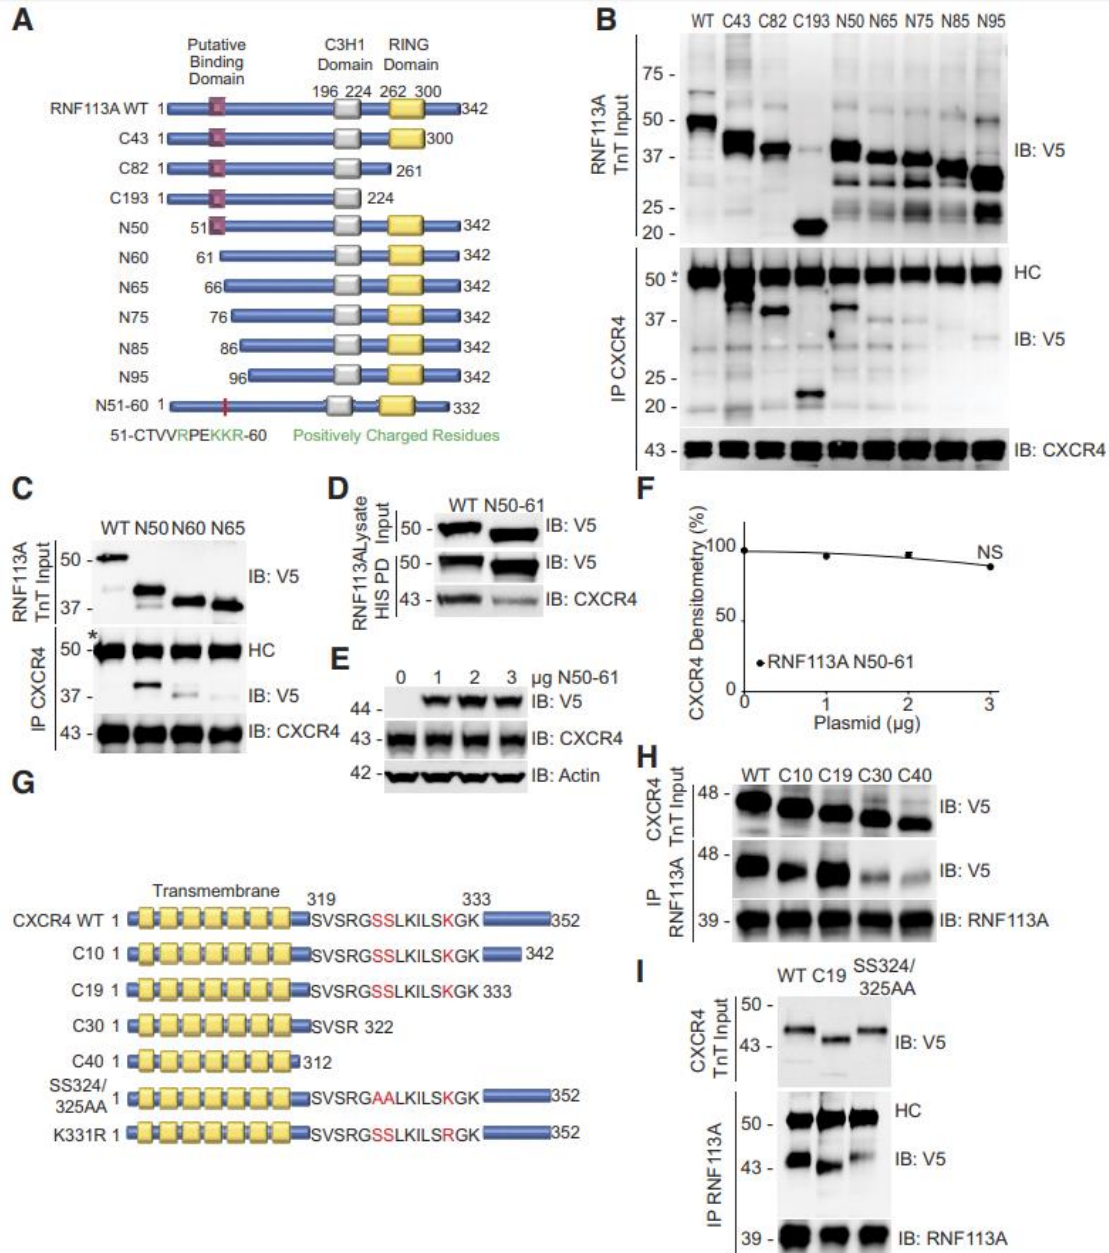 A
Putative
Binding
Domain
C3H1
Domain
RING
Domain
196 224 262 300
RNF113A WT 1 342
C43 1 300
C82 1 261
C193 1 224
N50 51 342
N60 61 342
N65 66 342
N75 76 342
N85 86 342
N95 96 342
N51-60 1 332
51-CTVVRPEKKR-60 Positively Charged Residues
B
WT C43 C82 C193 N50 N65 N75 N85 N95
RNF113A
TnT Input
75 -
50 -
37 -
25 -
20 -
IB: V5
IP CXCR4
50 *
37 -
25 -
20 -
HC
IB: V5
43 - IB: CXCR4
C
WT N50 N60 N65
RNF113A
TnT Input
50 -
37 -
IB: V5
IP CXCR4
*
50 - HC
37 - IB: V5
43 - IB: CXCR4
D
WT N50-61
RNF113ALysate
HIS PD Input
50 - IB: V5
50 - IB: V5
43 - IB: CXCR4
E
0 1 2 3 µg N50-61
44 - IB: V5
43 - IB: CXCR4
42 - IB: Actin
F
CXCR4 Densitometry (%)
100
50
0
NS
RNF113A N50-61
0 1 2 3
Plasmid (µg)
G
Transmembrane
319 333
CXCR4 WT 1 SVSRGSSLKILSKGK 352
C10 1 SVSRGSSLKILSKGK 342
C19 1 SVSRGSSLKILSKGK 333
C30 1 SVSR 322
C40 1 312
SS324/
325AA 1 SVSRGAALKILSKGK 352
K331R 1 SVSRGSSLKILSRGK 352
H
WT C10 C19 C30 C40
CXCR4
TnT Input
48 - IB: V5
IP
RNF113A
48 - IB: V5
39 - IB: RNF113A
I
WT C19 SS324/
325AA
CXCR4
TnT Input
50 -
43 - IB: V5
IP RNF113A
50 - HC
43 - IB: V5
39 - IB: RNF113A